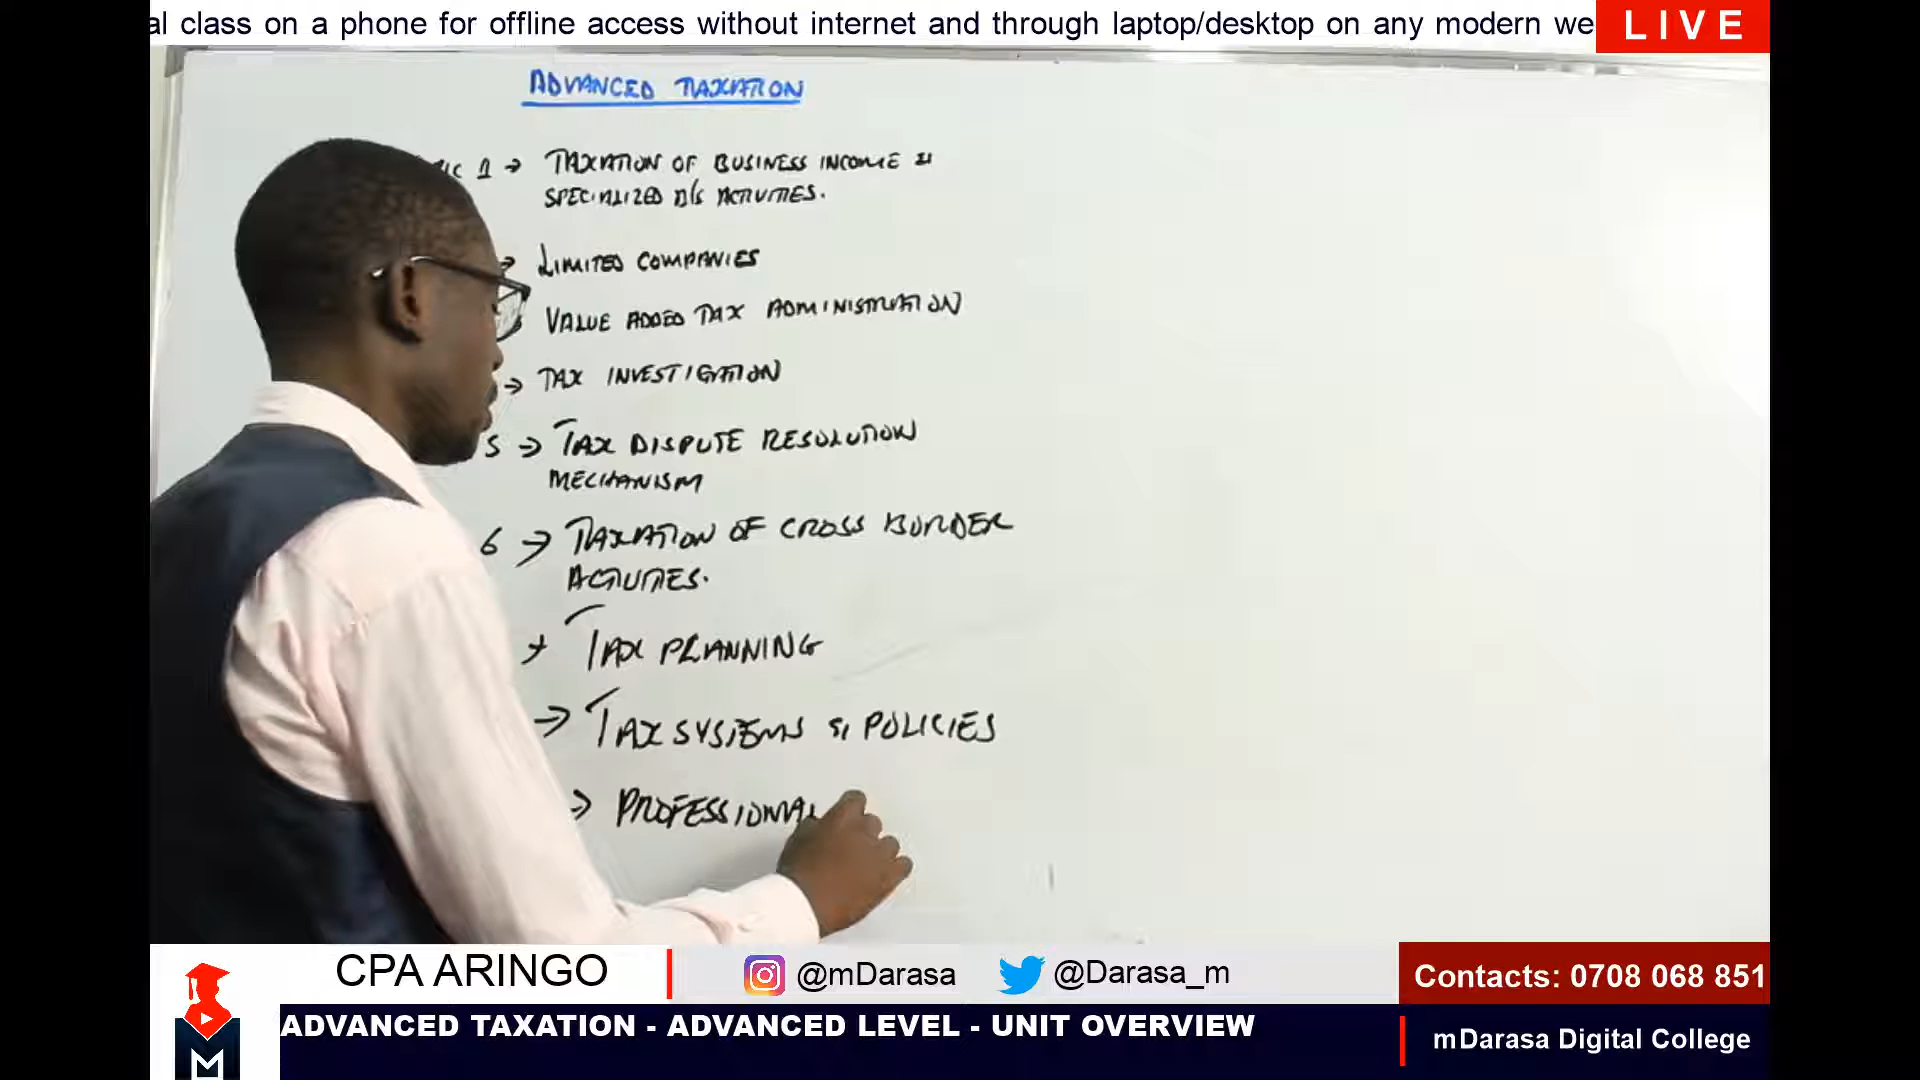 al class on a phone for offline access without internet and through laptop/desktop on any modern we
LIVE
ADVANCED TAXATION
1 → TAXATION OF BUSINESS INCOME &
SPECIALIZED B/S ACTIVITIES.
LIMITED COMPANIES
VALUE ADDED TAX ADMINISTRATION
→ TAX INVESTIGATION
5 → TAX DISPUTE RESOLUTION
MECHANISM
6 → TAXATION OF CROSS BORDER
ACTIVITIES.
TAX PLANNING
→ TAX SYSTEMS & POLICIES
→ PROFESSIONAL
CPA ARINGO
@mDarasa
@Darasa_m
Contacts: 0708 068 851
M
ADVANCED TAXATION - ADVANCED LEVEL - UNIT OVERVIEW
mDarasa Digital College